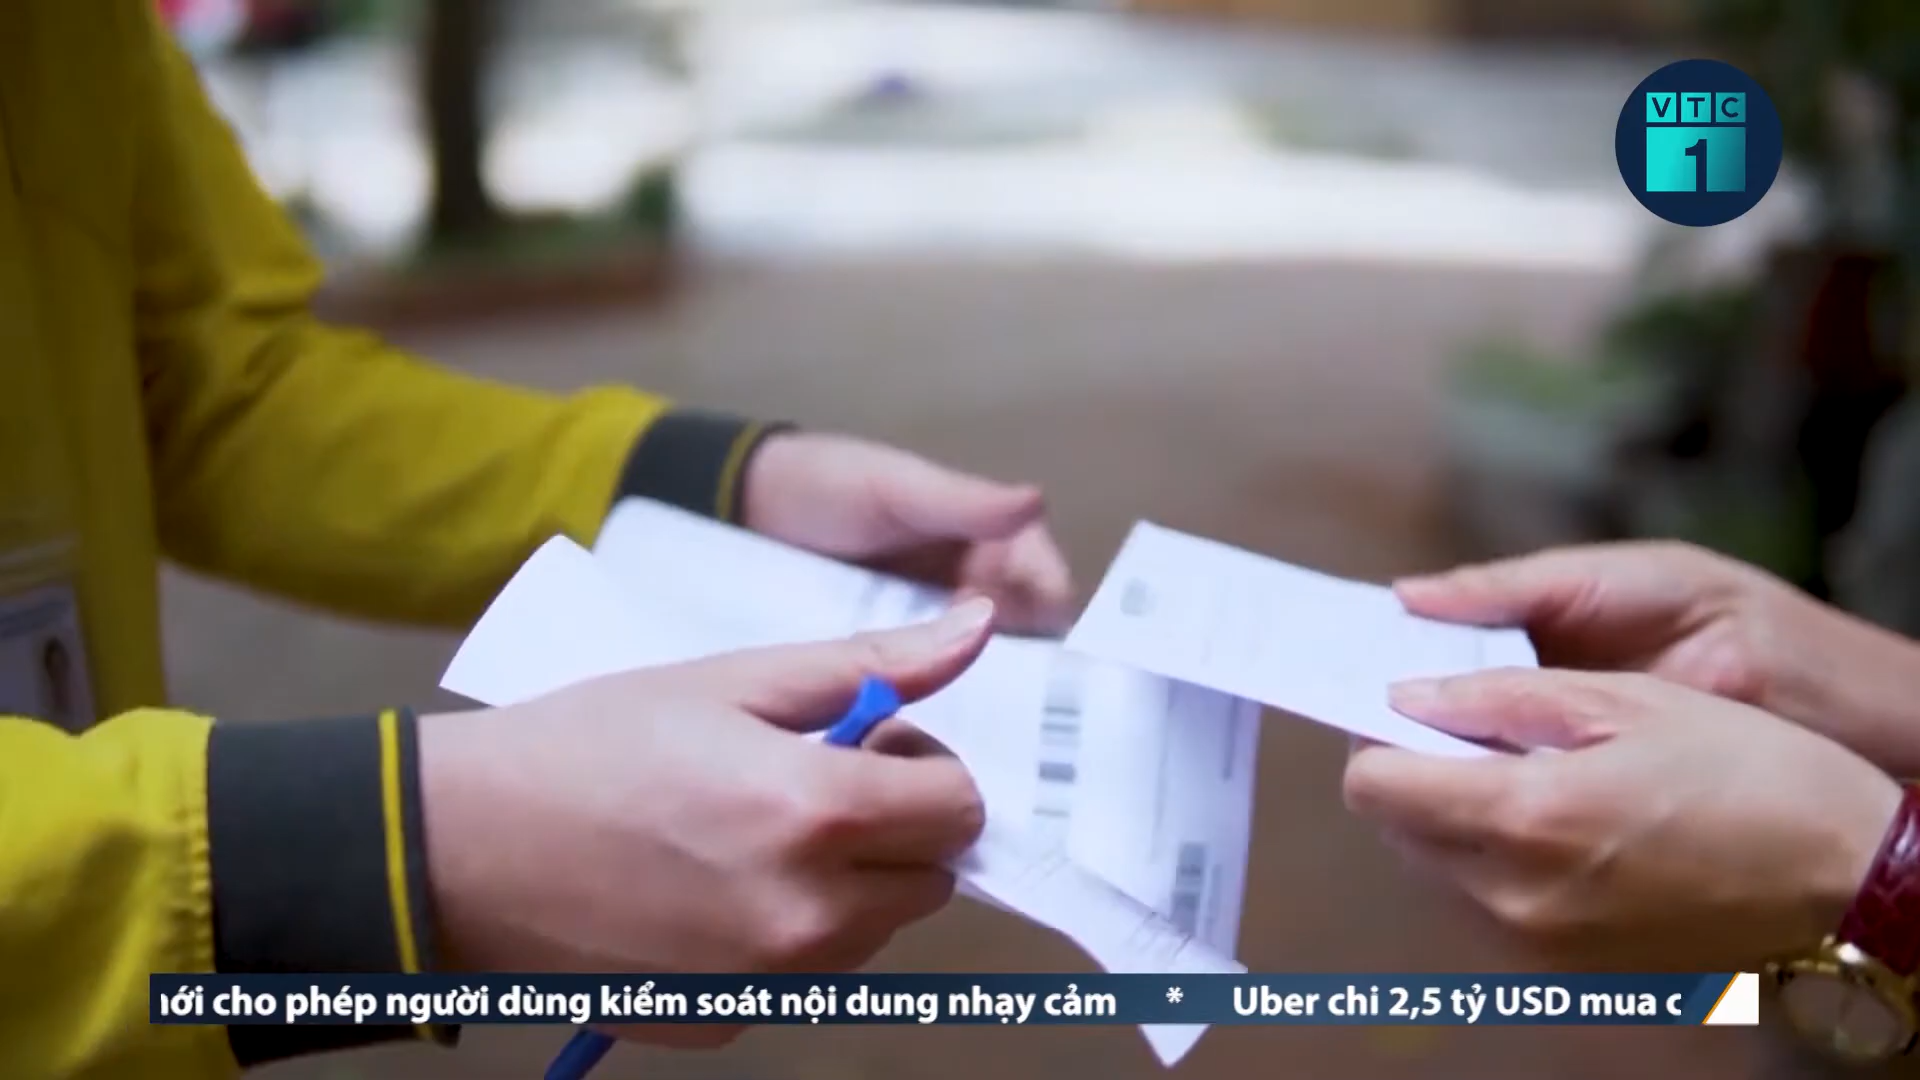 VTC
1
cho phép người dùng kiểm soát nội dung nhạy cảm * Uber chi 2,5 tỷ USD mua